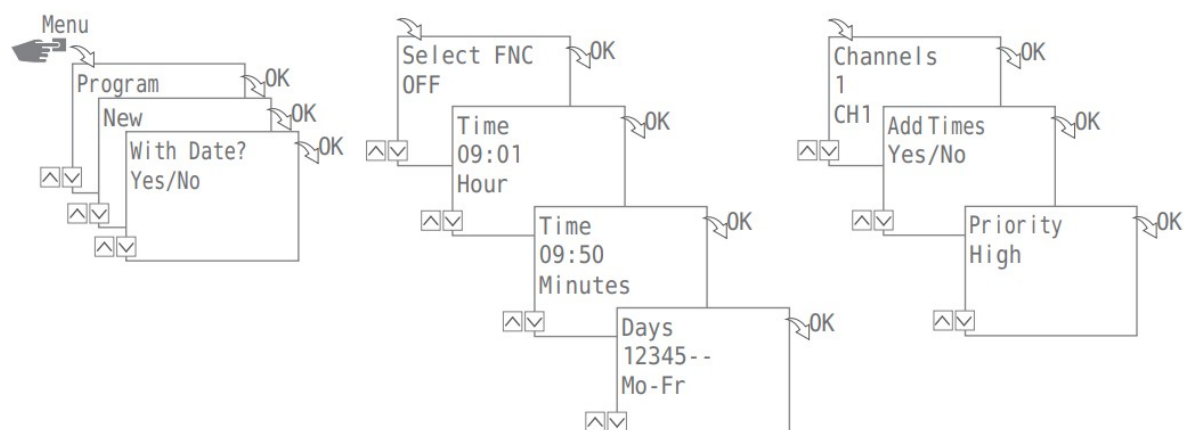 Menu
Program
OK
New
OK
With Date?
OK
Yes/No
Select FNC
OK
OFF
Time
OK
09:01
Hour
Time
OK
09:50
Minutes
Days
OK
12345--
Mo-Fr
Channels
OK
1
CH1
Add Times
OK
Yes/No
Priority
OK
High